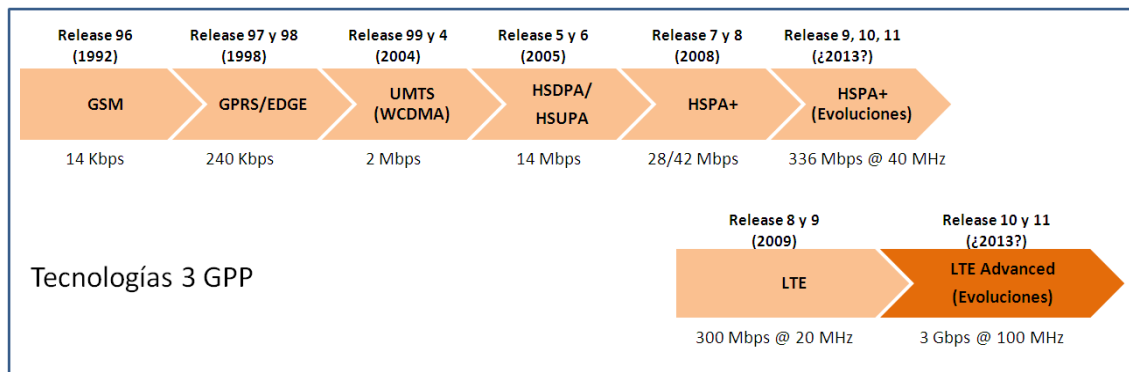 Release 96
(1992)
Release 97 y 98
(1998)
Release 99 y 4
(2004)
Release 5 y 6
(2005)
Release 7 y 8
(2008)
Release 9, 10, 11
(¿2013?)
GSM
GPRS/EDGE
UMTS
(WCDMA)
HSDPA/
HSUPA
HSPA+
HSPA+
(Evoluciones)
14 Kbps
240 Kbps
2 Mbps
14 Mbps
28/42 Mbps
336 Mbps @ 40 MHz
Release 8 y 9
(2009)
Release 10 y 11
(¿2013?)
Tecnologías 3 GPP
LTE
LTE Advanced
(Evoluciones)
300 Mbps @ 20 MHz
3 Gbps @ 100 MHz